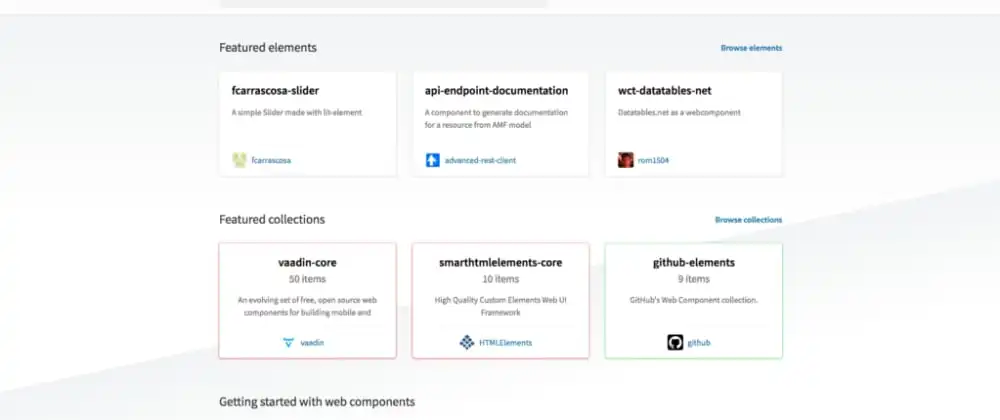 Featured elements
Browse elements
fcarrascosa-slider
A simple Slider made with lit-element
fcarrascosa
api-endpoint-documentation
A component to generate documentation
for a resource from AMF model
advanced-rest-client
wct-datatables-net
Datatables.net as a webcomponent
rom1504
Featured collections
Browse collections
vaadin-core
50 items
An evolving set of free, open source web
components for building mobile and
vaadin
smarthtmlelements-core
10 items
High Quality Custom Elements Web UI
Framework
HTMLElements
github-elements
9 items
GitHub's Web Component collection.
github
Getting started with web components